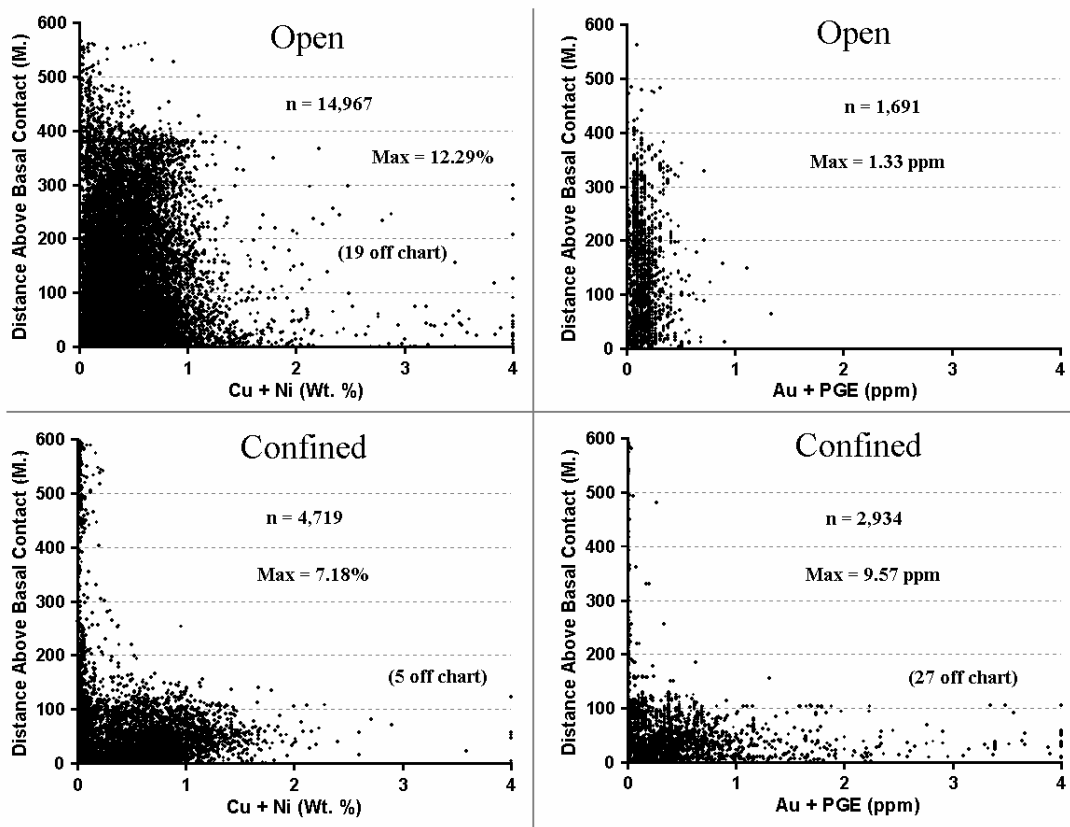 Open
Distance Above Basal Contact (M.)
600
500
400
300
200
100
0
n = 14,967
Max = 12.29%
(19 off chart)
0 1 2 3 4
Cu + Ni (Wt. %)
Open
Distance Above Basal Contact (M.)
600
500
400
300
200
100
0
n = 1,691
Max = 1.33 ppm
0 1 2 3 4
Au + PGE (ppm)
Confined
Distance Above Basal Contact (M.)
600
500
400
300
200
100
0
n = 4,719
Max = 7.18%
(5 off chart)
0 1 2 3 4
Cu + Ni (Wt. %)
Confined
Distance Above Basal Contact (M.)
600
500
400
300
200
100
0
n = 2,934
Max = 9.57 ppm
(27 off chart)
0 1 2 3 4
Au + PGE (ppm)